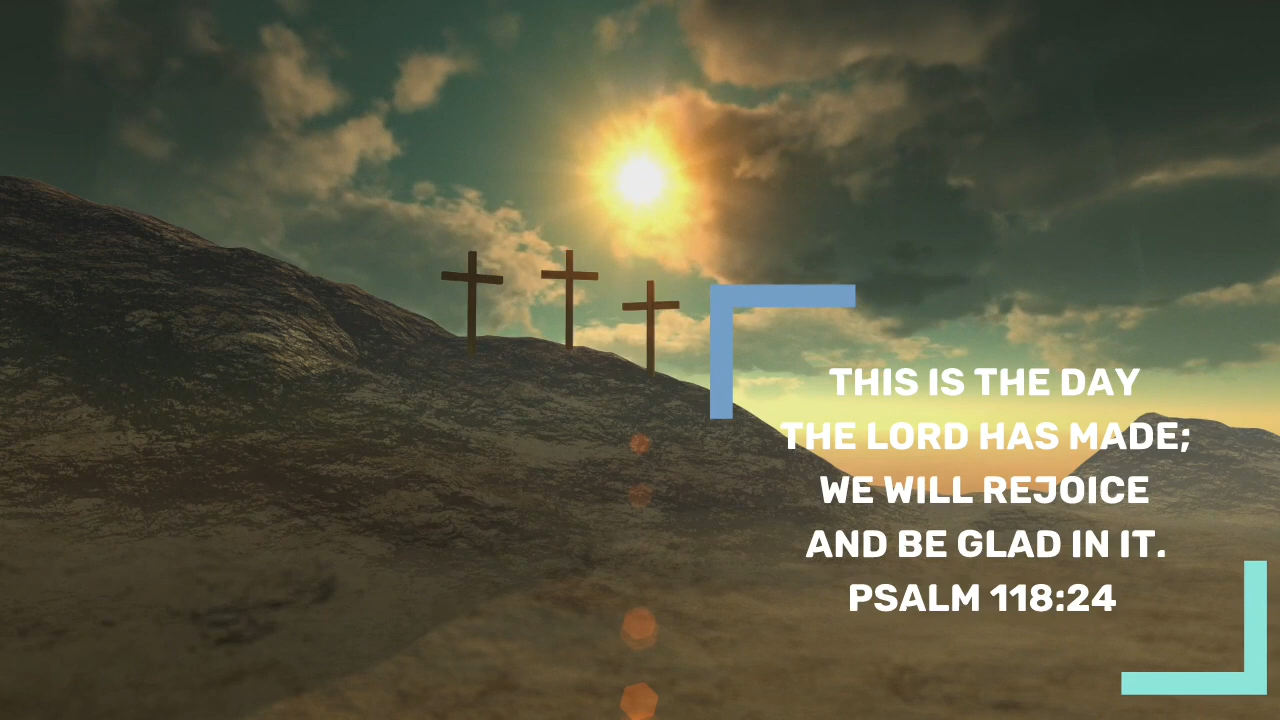 THIS IS THE DAY
THE LORD HAS MADE;
WE WILL REJOICE
AND BE GLAD IN IT.
PSALM 118:24